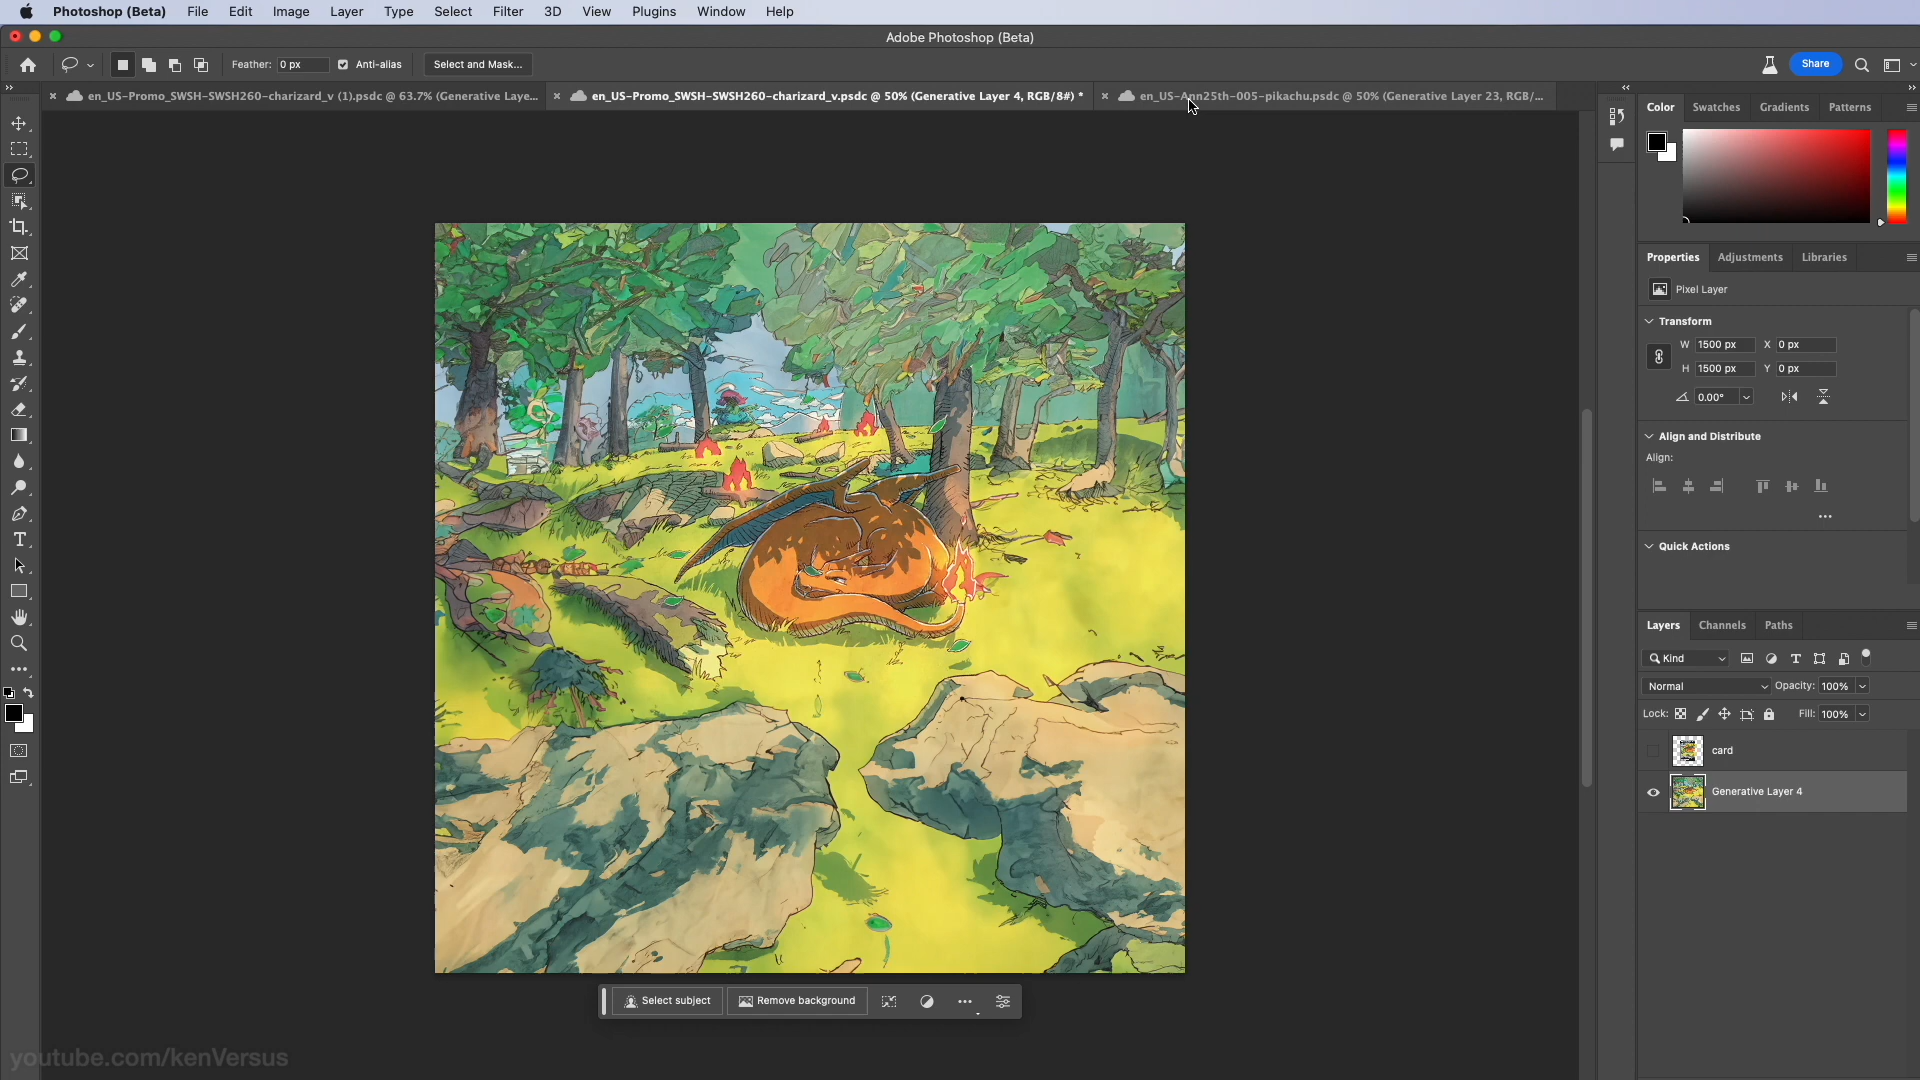 Photoshop (Beta) File Edit Image Layer Type Select Filter 3D View Plugins Window Help
Adobe Photoshop (Beta)
Feather: 0 px Anti-alias Select and Mask... Share
en_US-Promo_SWSH-SWSH260-charizard_v (1).psdc @ 63.7% (Generative Laye...
en_US-Promo_SWSH-SWSH260-charizard_v.psdc @ 50% (Generative Layer 4, RGB/8#) *
en_US-Ann25th-005-pikachu.psdc @ 50% (Generative Layer 23, RGB/...
Color Swatches Gradients Patterns
Properties Adjustments Libraries
Pixel Layer
Transform
W 1500 px X 0 px
H 1500 px Y 0 px
0.00°
Align and Distribute
Align:
Quick Actions
Layers Channels Paths
Kind
Normal Opacity: 100%
Lock: Fill: 100%
card
Generative Layer 4
Select subject Remove background
youtube.com/kenVersus